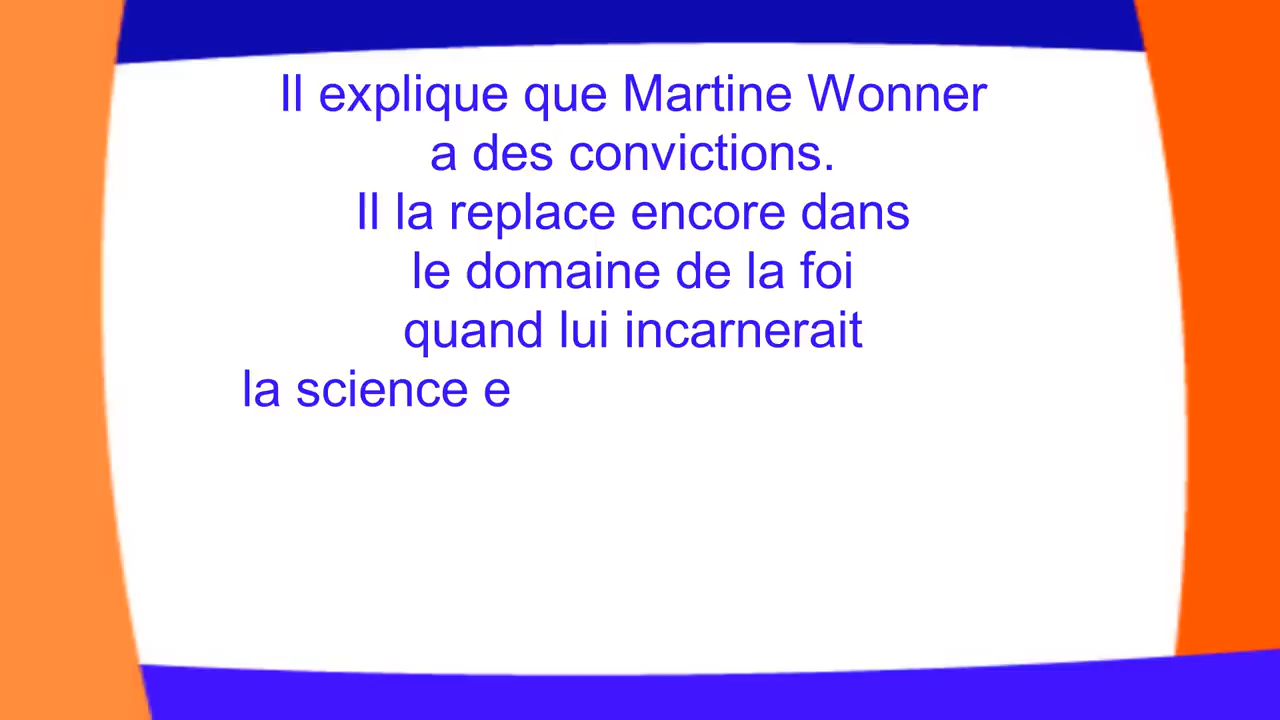 Il explique que Martine Wonner
a des convictions.
Il la replace encore dans
le domaine de la foi
quand lui incarnerait
la science e